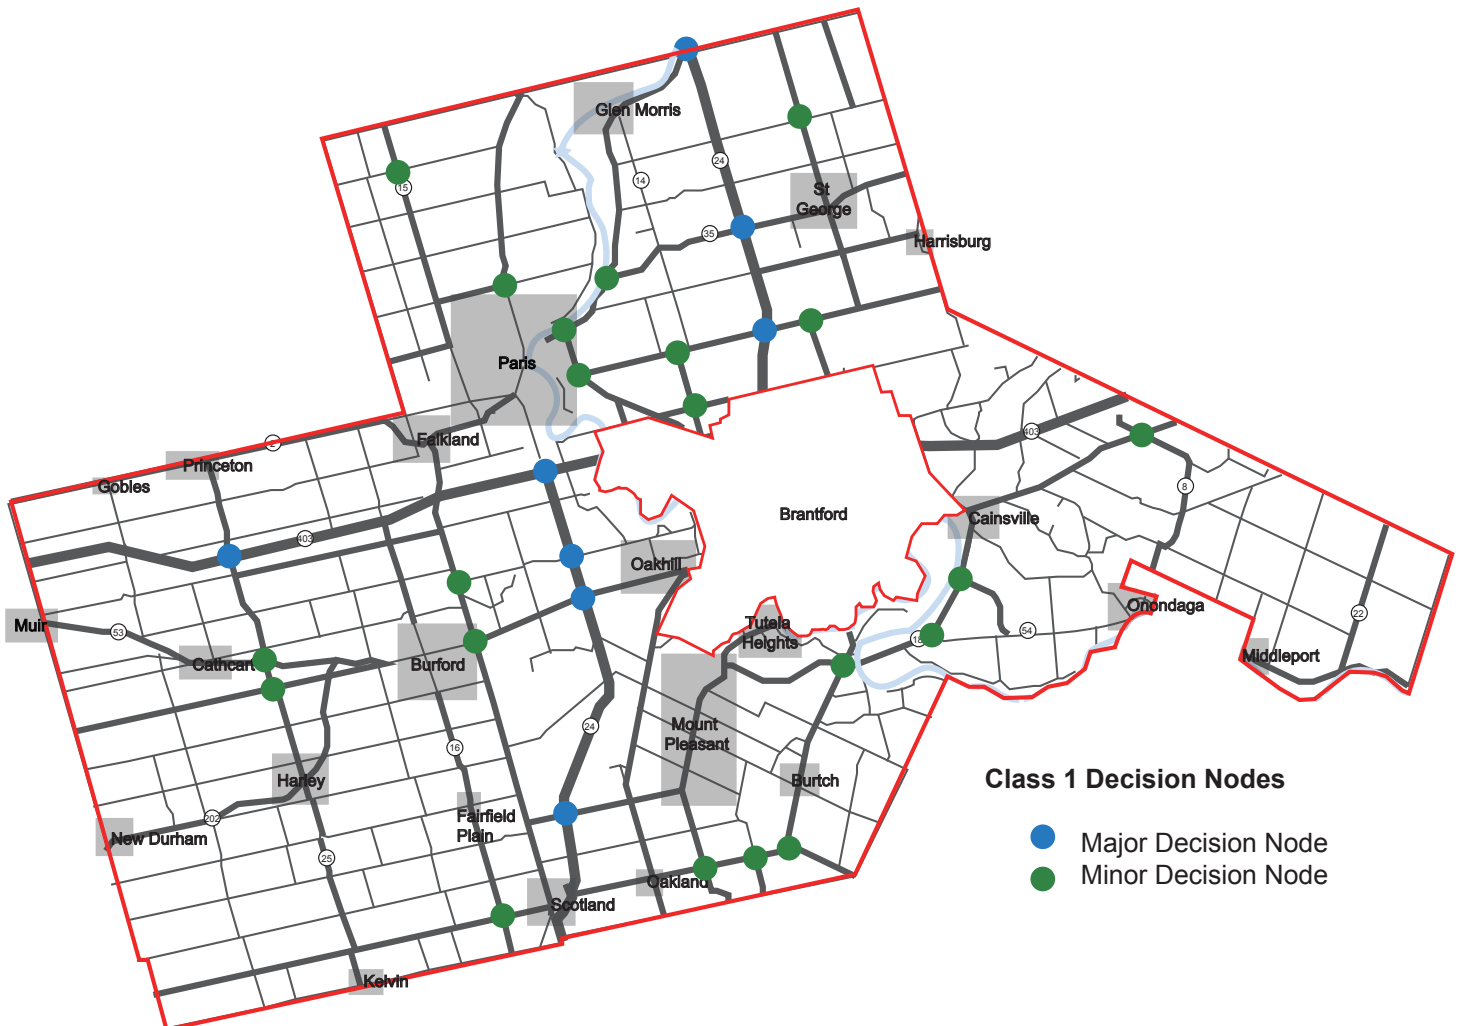 Glen Morris
24
15
14
St
George
35
Harrisburg
Paris
2
Falkland
403
Princeton
Gobles
8
Brantford
Cainsville
403
Oakhill
Onondaga
22
Muir
53
Tutela
Heights
54
18
Cathcart
Burford
Middleport
Mount
Pleasant
24
16
Harley
Burtch
Class 1 Decision Nodes
202
Fairfield
Plain
New Durham
Major Decision Node
25
Minor Decision Node
Oakland
Scotland
Kelvin